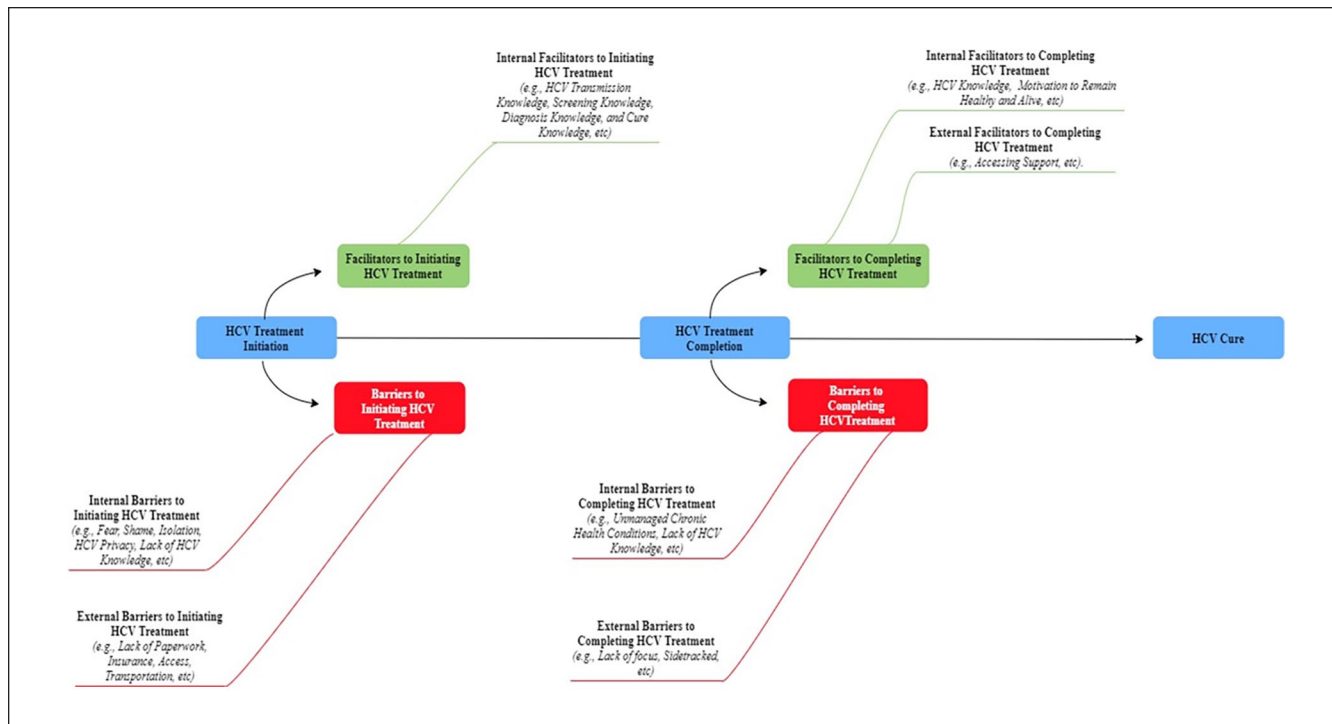 Internal Facilitators to Initiating
HCV Treatment
(e.g., HCV Transmission
Knowledge, Screening Knowledge,
Diagnosis Knowledge, and Cure
Knowledge, etc)
Internal Facilitators to Completing
HCV Treatment
(e.g., HCV Knowledge, Motivation to Remain
Healthy and Alive, etc)
External Facilitators to Completing
HCV Treatment
(e.g., Accessing Support, etc).
Facilitators to Initiating
HCV Treatment
Facilitators to Completing
HCV Treatment
HCV Treatment
Initiation
HCV Treatment
Completion
HCV Cure
Barriers to
Initiating HCV
Treatment
Barriers to
Completing
HCVTreatment
Internal Barriers to
Initiating HCV Treatment
(e.g., Fear, Shame, Isolation,
HCV Privacy, Lack of HCV
Knowledge, etc)
Internal Barriers to
Completing HCV Treatment
(e.g., Unmanaged Chronic
Health Conditions, Lack of HCV
Knowledge, etc)
External Barriers to Initiating
HCV Treatment
(e.g., Lack of Paperwork,
Insurance, Access,
Transportation, etc)
External Barriers to
Completing HCV Treatment
(e.g., Lack of focus, Sidetracked,
etc)